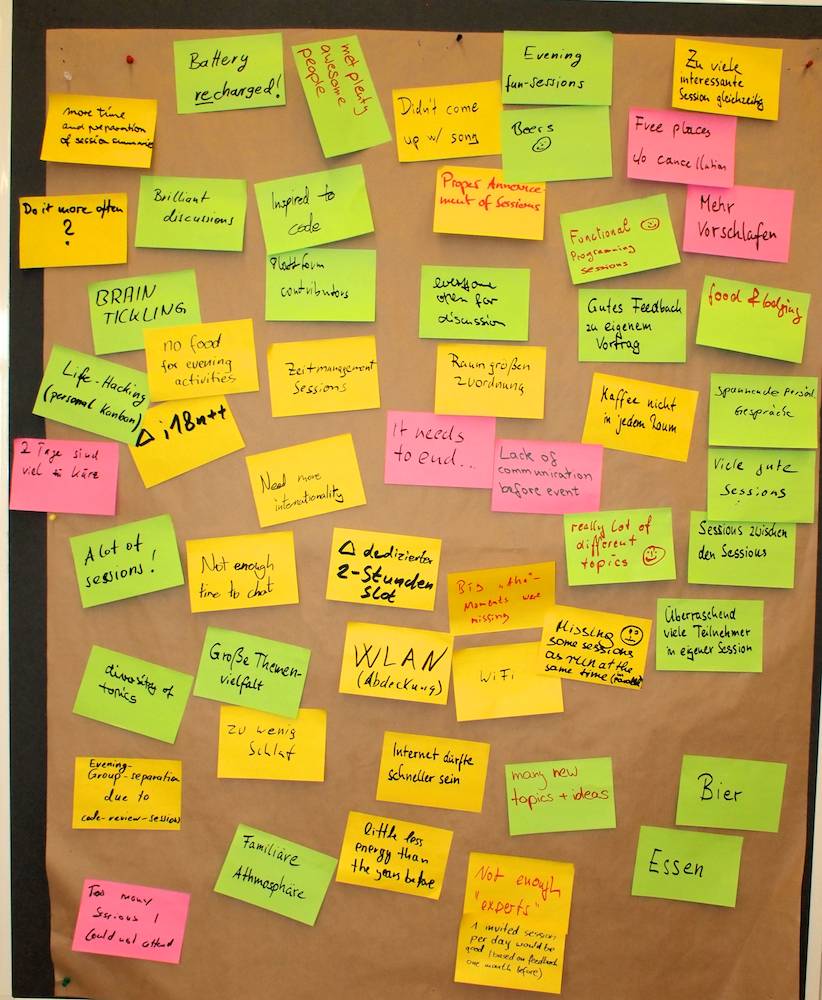 Battery
recharged!
met plenty
awesome
people
Evening
fun-sessions
Zu viele
interessante
Session gleichzeitig
more time
and preparation
of session summaries
Didn't come
up w/ song
Beers
Free places
w/o cancellation
Do it more often
?
Brilliant
discussions
Inspired to
code
Proper Announce-
ment of Sessions
Functional
Programming
sessions
Mehr
Vorschlafen
BRAIN
TICKLING
Plattform
contributors
everyone
open for
discussion
Gutes Feedback
zu eigenem
Vortrag
food & lodging
no food
for evening
activities
Zeitmanagement
Sessions
Raumgrößen
zuordnung
Life-Hacking
(personal Kanban)
Δ i18n++
Kaffee nicht
in jedem Raum
spannende persönl.
Gespräche
2 Tage sind
viel zu kurz
It needs
to end...
Lack of
communication
before event
Need more
internationality
Viele gute
Sessions
A lot of
sessions!
Not enough
time to chat
Δ dedizierter
2-Stunden
Slot
really lot of
different
topics
Sessions zwischen
den Sessions
Big "Aha"-
Moments were
missing
Missing
some sessions
as run at the
same time (in parallel)
Überraschend
viele Teilnehmer
in eigener Session
diversity of
topics
Große Themen-
vielfalt
WLAN
(Abdeckung)
WiFi
zu wenig
Schlaf
Evening-
Group-separation
due to
code-review-session
Internet dürfte
schneller sein
many new
topics + ideas
Bier
Familiäre
Athmosphäre
little less
energy than
the years before
Essen
Too many
sessions!
Could not attend
Not enough
"experts"
1 invited session
per day would be
good (based on feedback
one month before)